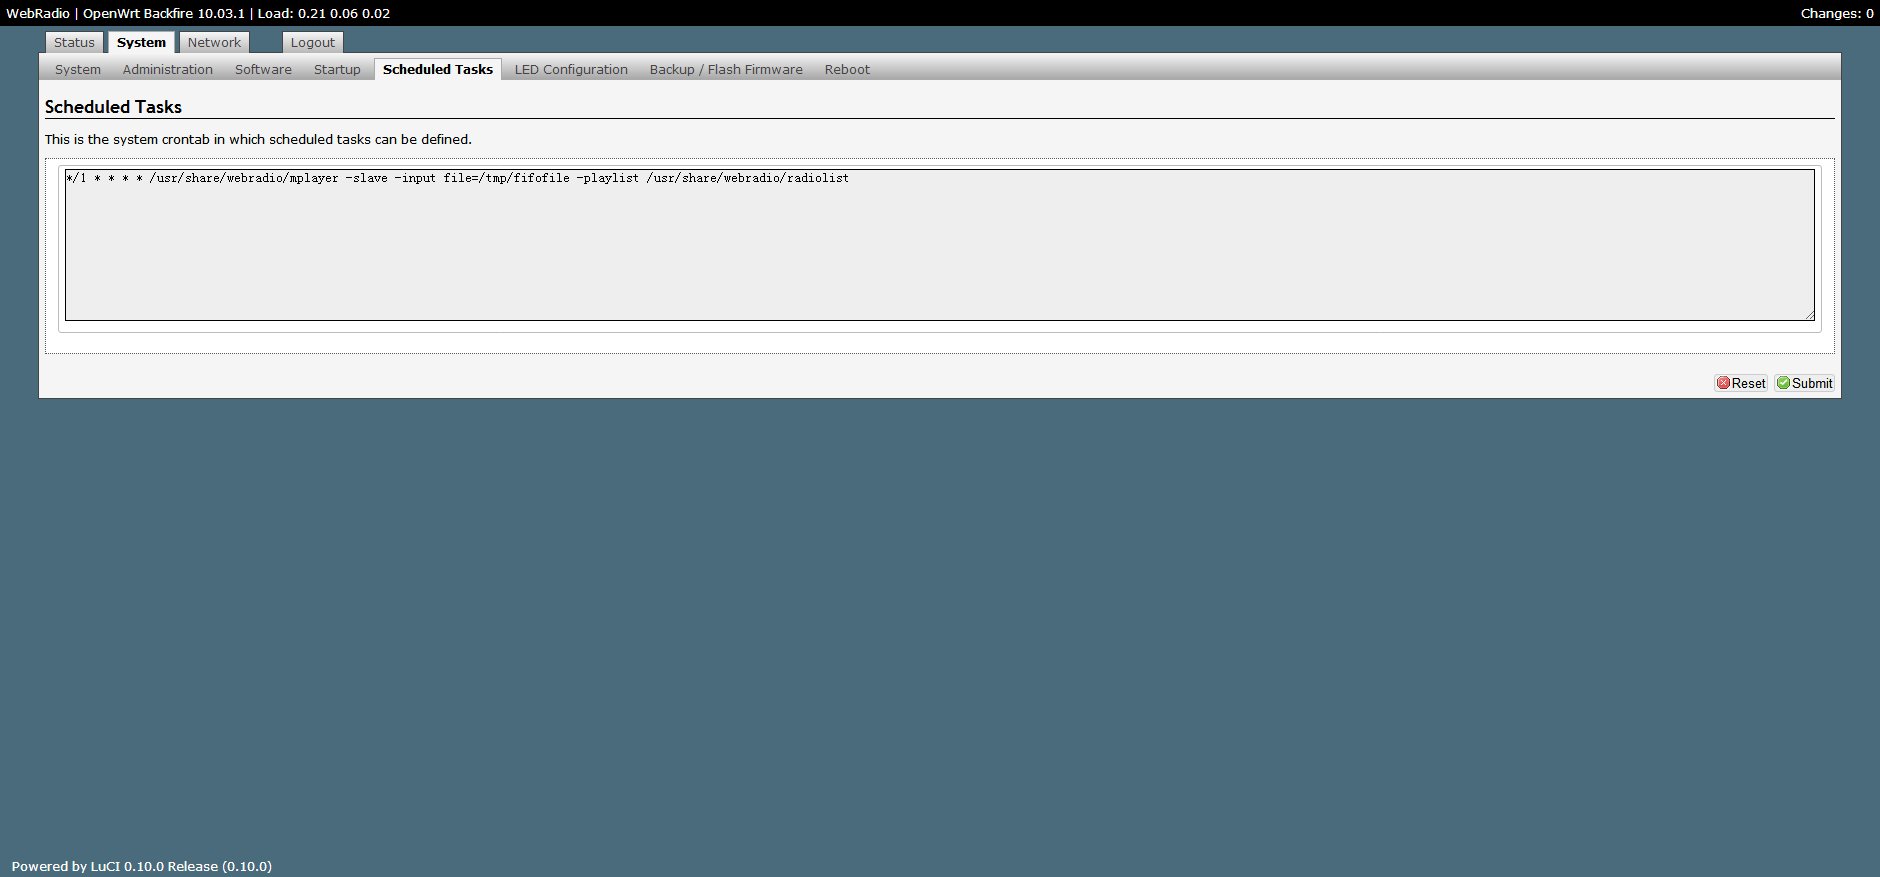 WebRadio | OpenWrt Backfire 10.03.1 | Load: 0.21 0.06 0.02 Changes: 0
Status System Network Logout
System Administration Software Startup Scheduled Tasks LED Configuration Backup / Flash Firmware Reboot
Scheduled Tasks
This is the system crontab in which scheduled tasks can be defined.
*/1 * * * * /usr/share/webradio/mplayer -slave -input file=/tmp/fifofile -playlist /usr/share/webradio/radiolist
Reset Submit
Powered by LuCI 0.10.0 Release (0.10.0)